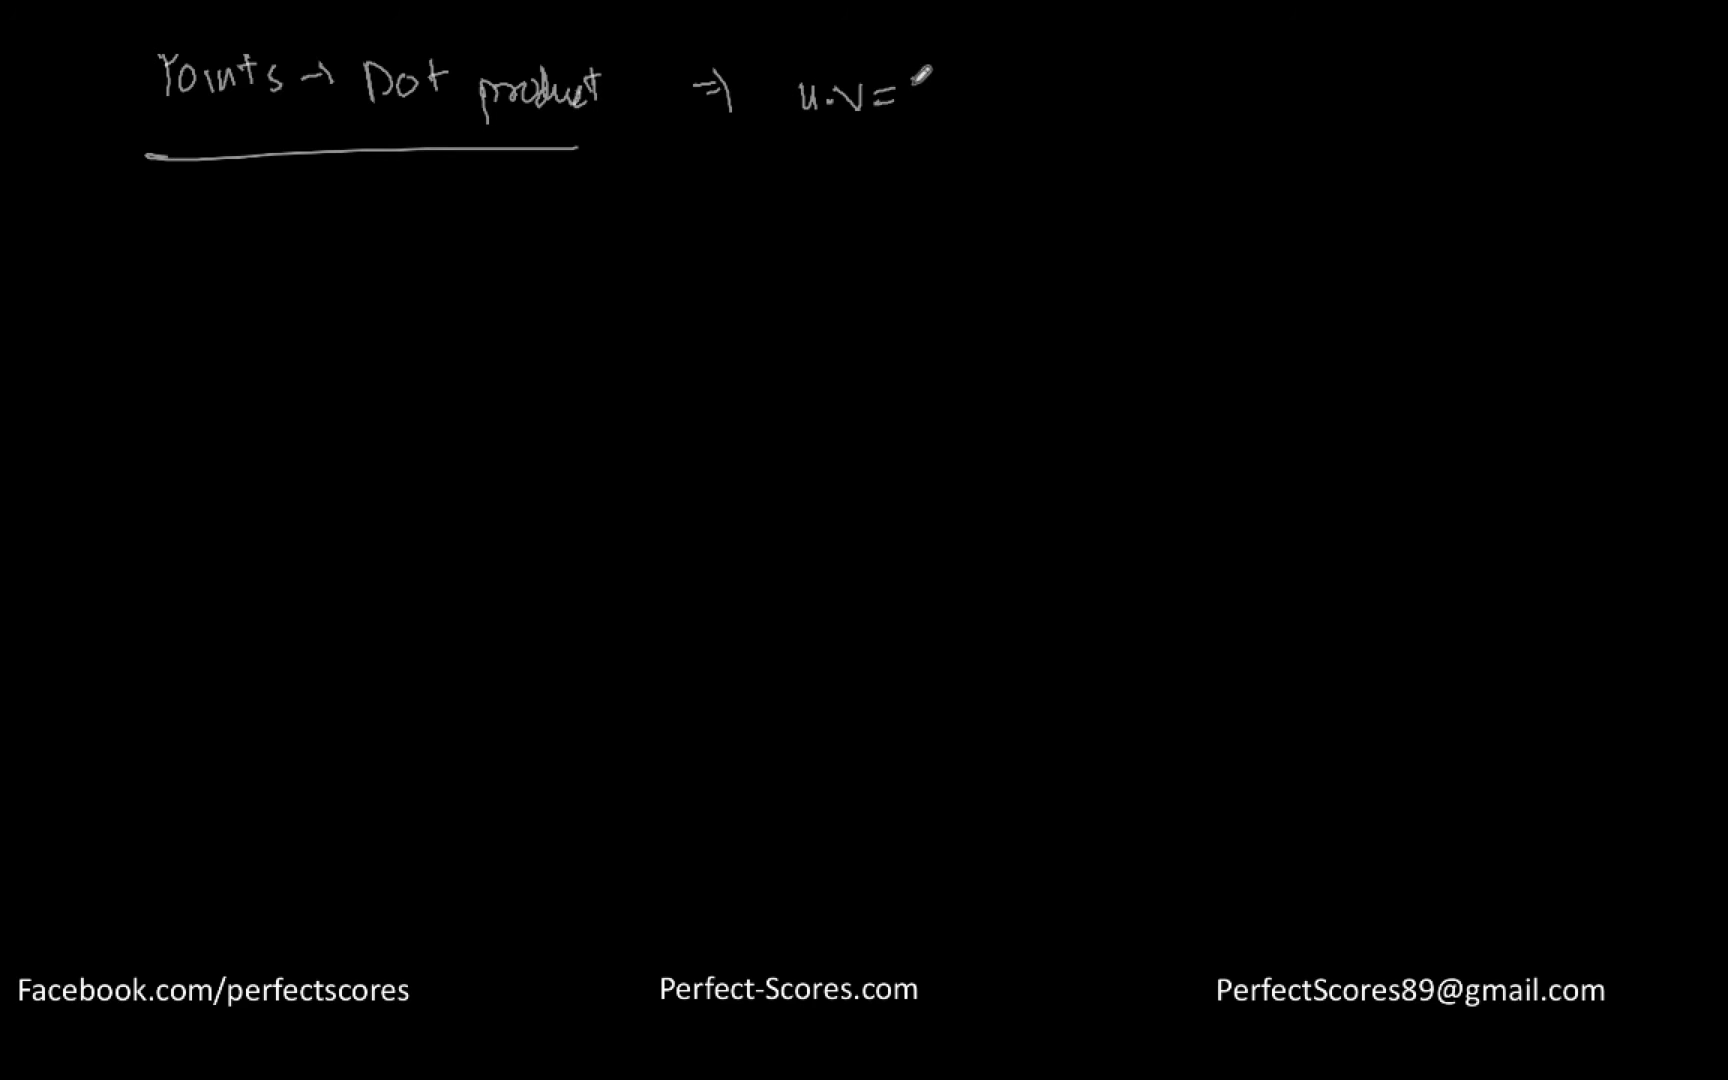 Points → Dot product ⇒ u.v=
Facebook.com/perfectscores Perfect-Scores.com PerfectScores89@gmail.com